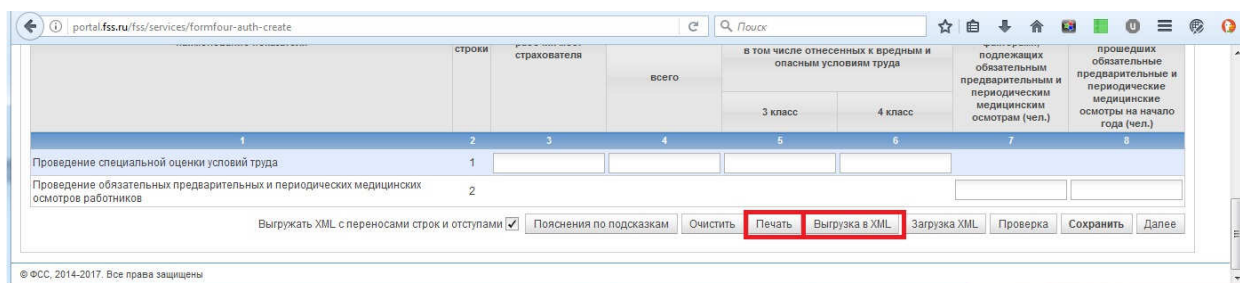 portal.fss.ru/fss/services/formfour-auth-create
Поиск
строки
страхователя
всего
в том числе отнесенных к вредным и
опасным условиям труда
3 класс
4 класс
подлежащих
обязательным
предварительным и
периодическим
медицинским
осмотрам (чел.)
прошедших
обязательные
предварительные и
периодические
медицинские
осмотры на начало
года (чел.)
1 2 3 4 5 6 7 8
Проведение специальной оценки условий труда 1
Проведение обязательных предварительных и периодических медицинских
осмотров работников 2
Выгружать XML с переносами строк и отступами Пояснения по подсказкам Очистить Печать Выгрузка в XML Загрузка XML Проверка Сохранить Далее
© ФСС, 2014-2017. Все права защищены